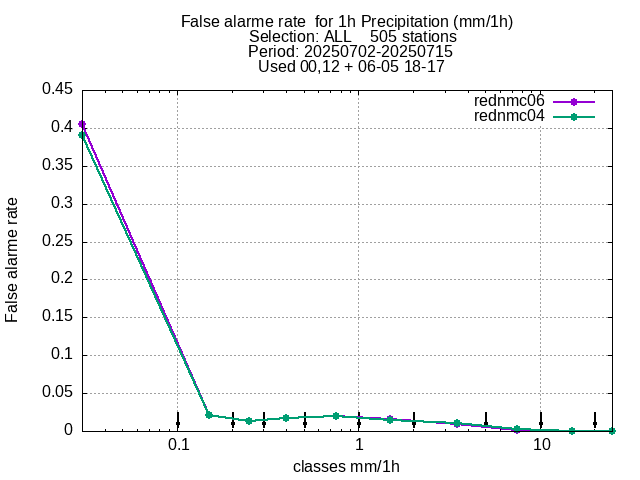 False alarme rate  for 1h Precipitation (mm/1h)
Selection: ALL    505 stations
Period: 20250702-20250715
Used 00,12 + 06-05 18-17
rednmc06
rednmc04
0.45
0.4
0.35
0.3
0.25
0.2
0.15
0.1
0.05
0
False alarme rate
0.1
1
10
classes mm/1h